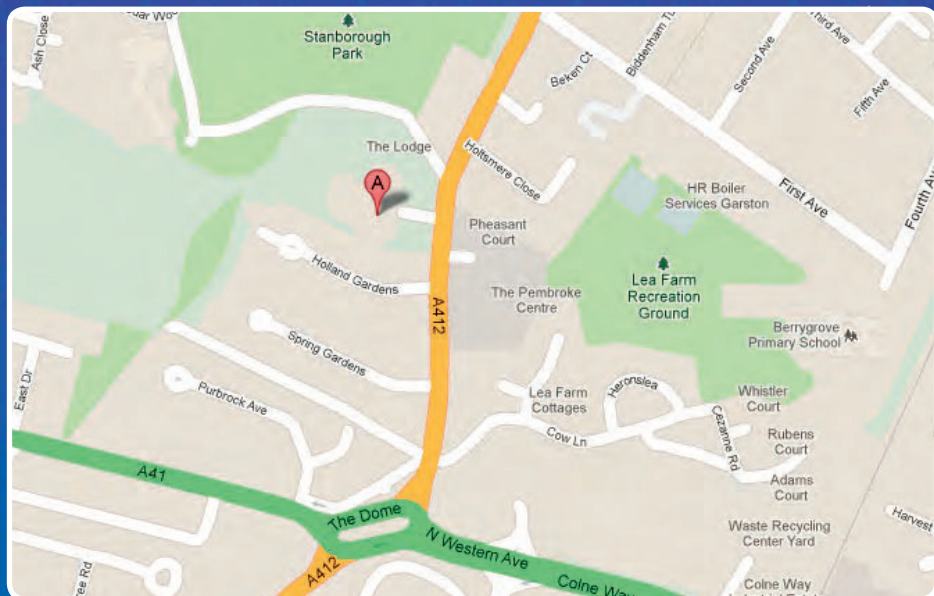 Ash Close
Stanborough
Park
Beken Ct
Second Ave
Third Ave
Fifth Ave
The Lodge
A
Holtsmere Close
First Ave
Fourth
HR Boiler
Services Garston
Pheasant
Court
Holland Gardens
A412
The Pembroke
Centre
Lea Farm
Recreation
Ground
Berrygrove
Primary School
Spring Gardens
East Dr
Purbrock Ave
Lea Farm
Cottages
Heronslea
Whistler
Court
Cow Ln
Cezanne Rd
Rubens
Court
A41
Adams
Court
The Dome
N Western Ave
Waste Recycling
Center Yard
Harvest
A412
Colne Way
Colne Way